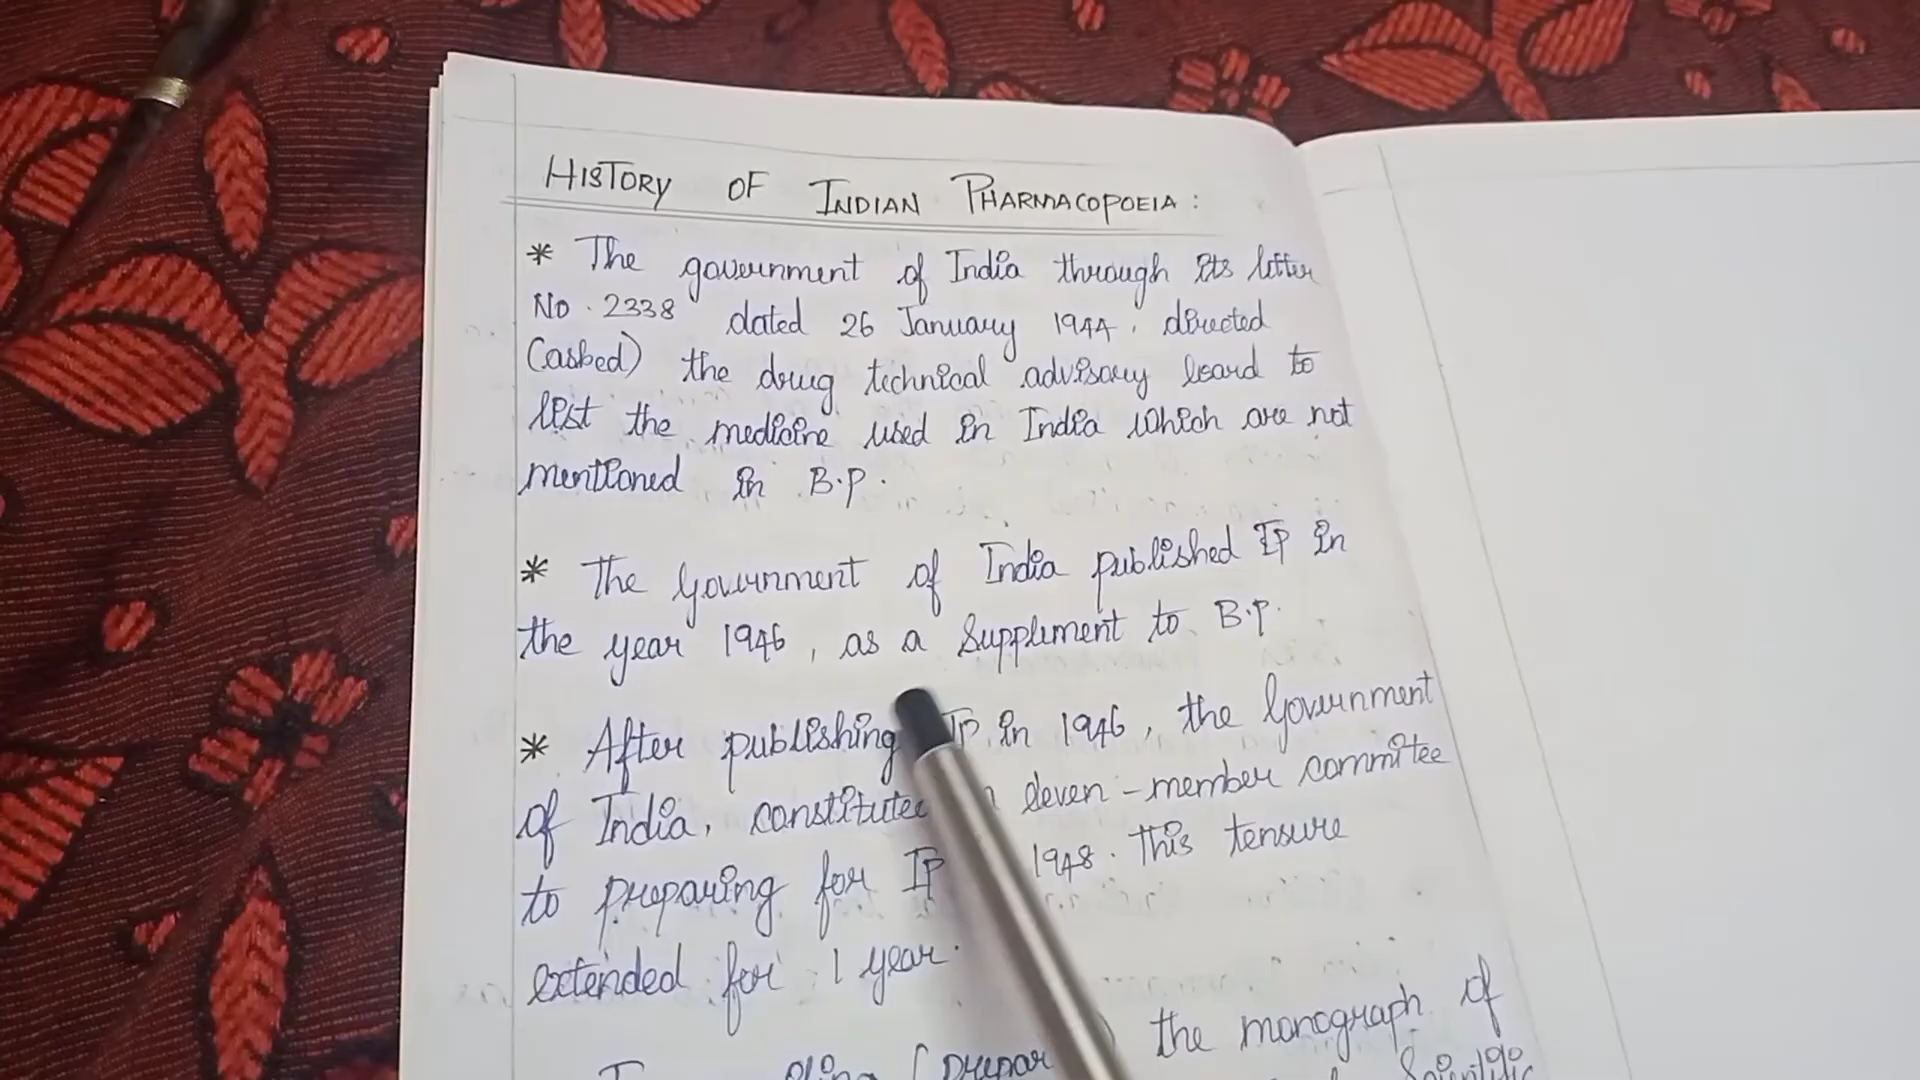 HISTORY OF INDIAN PHARMACOPOEIA :
* The government of India through its letter
No . 2338 dated 26 January 1944 , directed
(asked) the drug technical advisory board to
list the medicine used in India which are not
mentioned in B.P.
* The Government of India published IP in
the year 1946 , as a Supplement to B.P.
* After publishing IP in 1946 , the Government
of India, constituted eleven - member commitee
to preparing for IP 1948 . This tensure
extended for 1 year .
the monograph of
Scientific